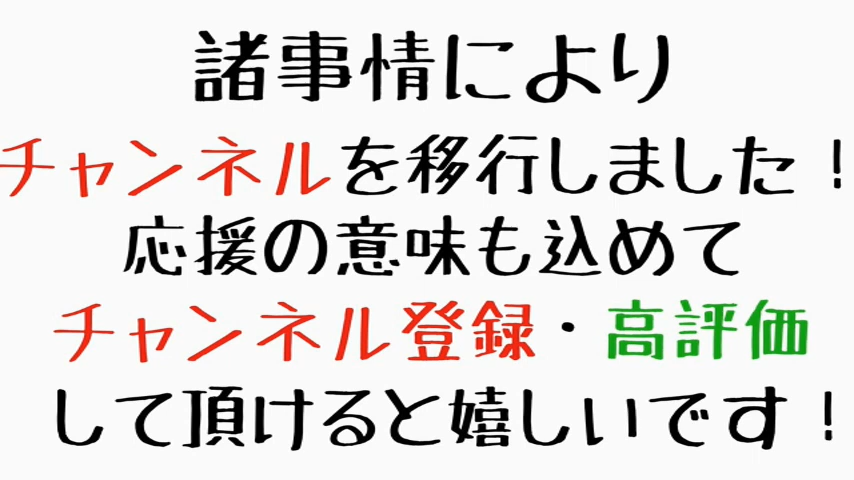 諸事情により
チャンネルを移行しました！
応援の意味も込めて
チャンネル登録・高評価
して頂けると嬉しいです！